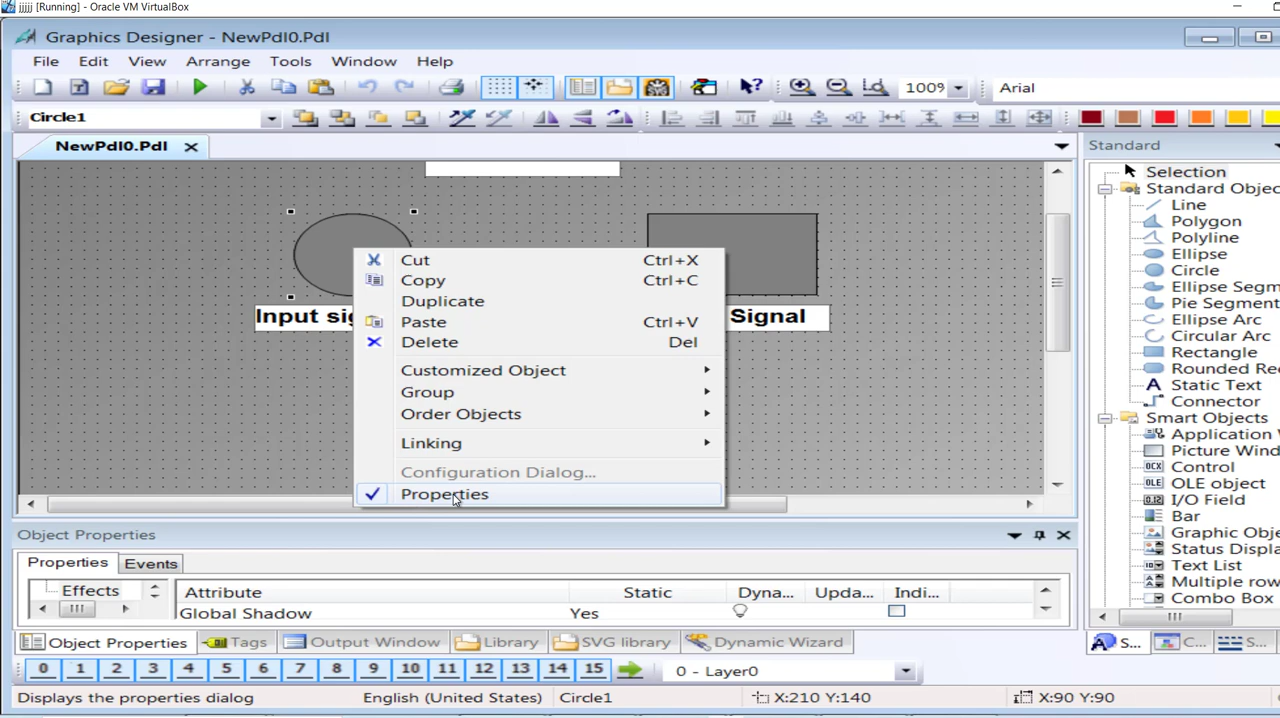 jjjjj [Running] - Oracle VM VirtualBox
Graphics Designer - NewPdl0.Pdl
File Edit View Arrange Tools Window Help
100% Arial
Circle1
NewPdl0.Pdl
Standard
Selection
Standard Objec
Line
Polygon
Polyline
Ellipse
Circle
Ellipse Segm
Pie Segment
Ellipse Arc
Circular Arc
Rectangle
Rounded Rec
Static Text
Connector
Smart Objects
Application W
Picture Wind
OCX Control
OLE OLE object
0.12 I/O Field
Bar
Graphic Obje
Status Displa
Text List
Multiple row
Combo Box
Input sig
Signal
Cut Ctrl+X
Copy Ctrl+C
Duplicate
Paste Ctrl+V
Delete Del
Customized Object
Group
Order Objects
Linking
Configuration Dialog...
Properties
Object Properties
Properties Events
Effects
Attribute Static Dyna... Upda... Indi...
Global Shadow Yes
Object Properties Tags Output Window Library SVG library Dynamic Wizard
S... C... S...
0 1 2 3 4 5 6 7 8 9 10 11 12 13 14 15 0 - Layer0
Displays the properties dialog English (United States) Circle1 X:210 Y:140 X:90 Y:90